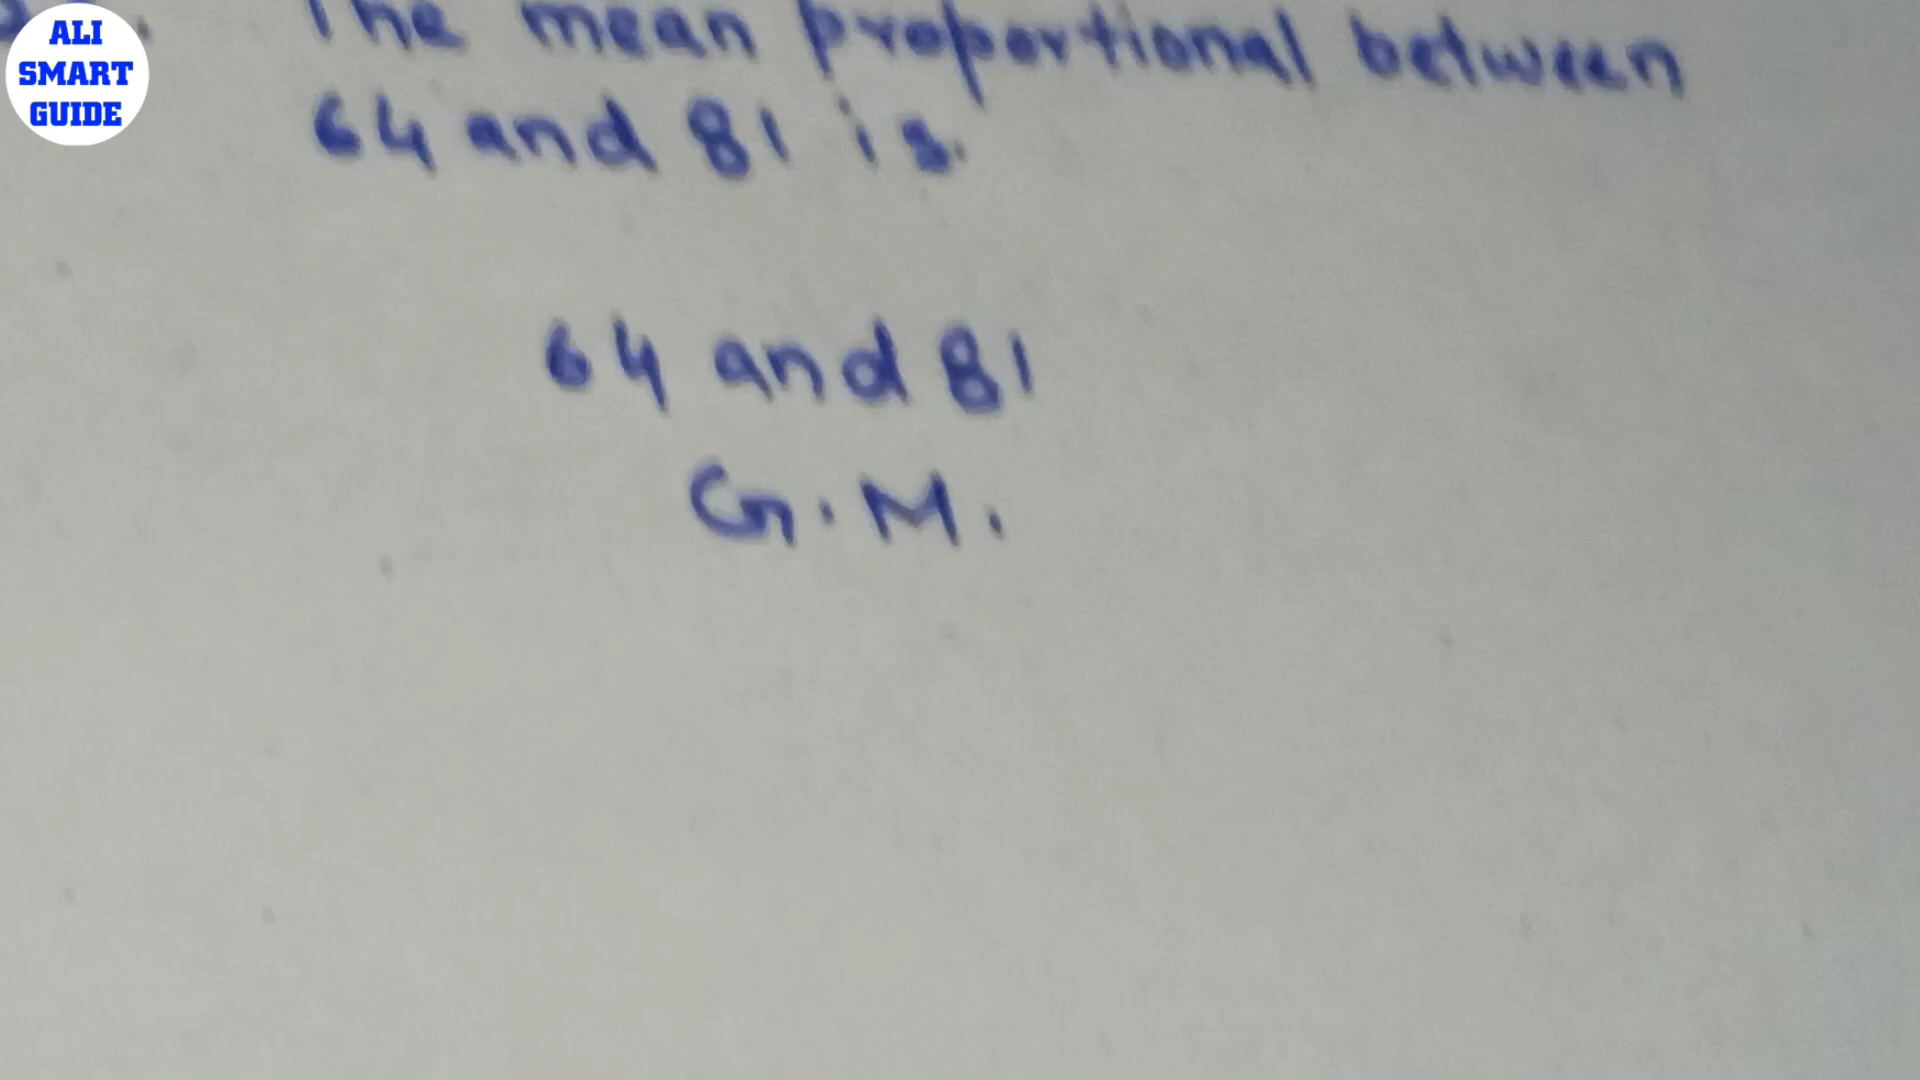 ALI
SMART
GUIDE
The mean proportional between
64 and 81 is.
64 and 81
G.M.